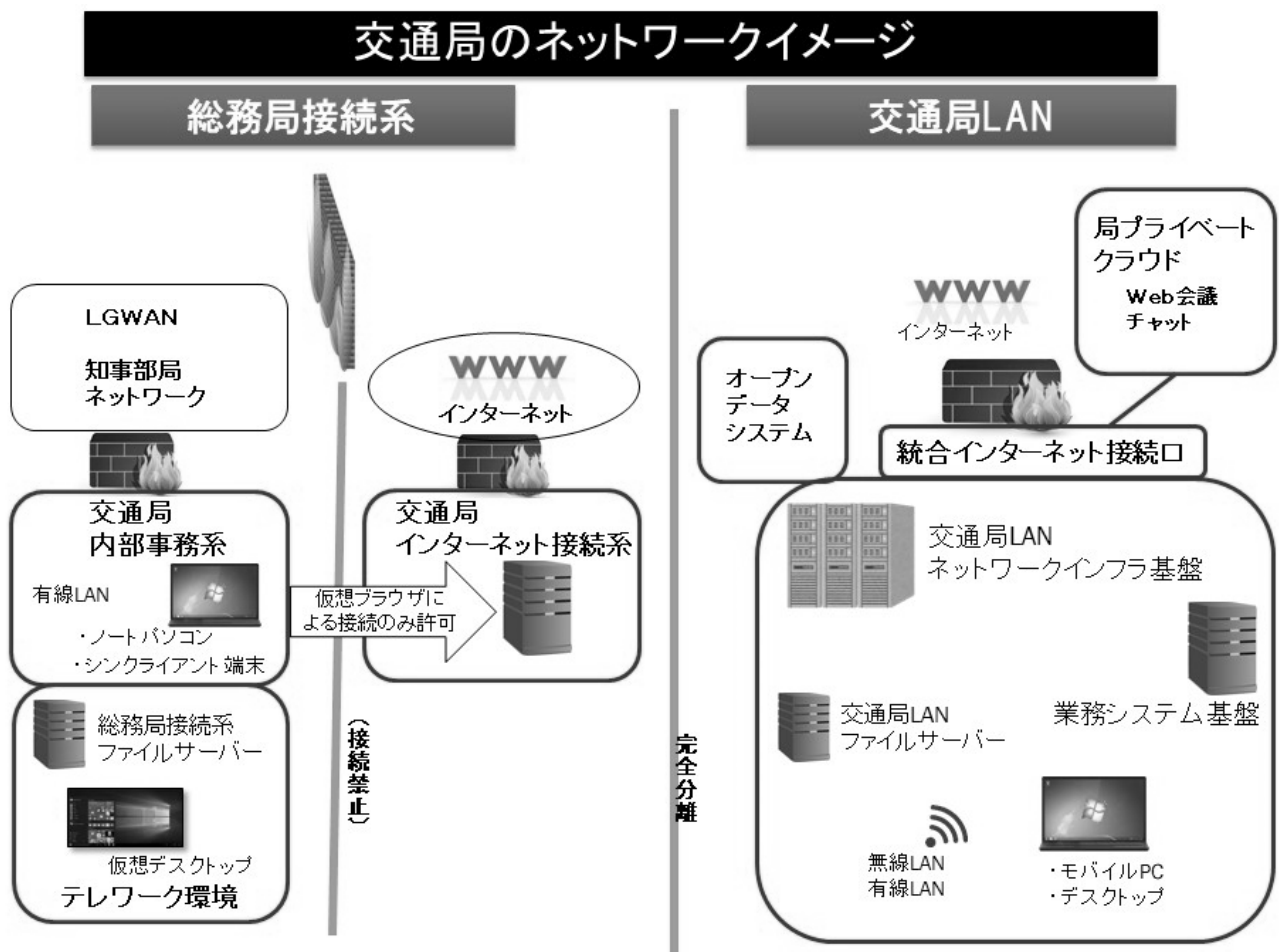 交通局のネットワークイメージ
総務局接続系
LGWAN
知事部局
ネットワーク
WWW
インターネット
交通局
内部事務系
有線LAN
・ノートパソコン
・シンクライアント端末
仮想ブラウザに
よる接続のみ許可
交通局
インターネット接続系
総務局接続系
ファイルサーバー
仮想デスクトップ
テレワーク環境
(接続禁止)
完全分離
交通局LAN
局プライベート
クラウド
Web会議
チャット
WWW
インターネット
オープン
データ
システム
統合インターネット接続口
交通局LAN
ネットワークインフラ基盤
業務システム基盤
交通局LAN
ファイルサーバー
無線LAN
有線LAN
・モバイルPC
・デスクトップ